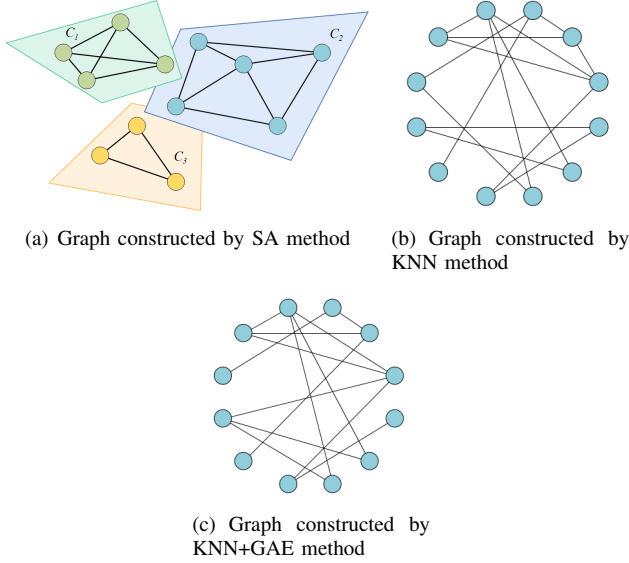 C1
C2
C3
(a) Graph constructed by SA method
(b) Graph constructed by
KNN method
(c) Graph constructed by
KNN+GAE method